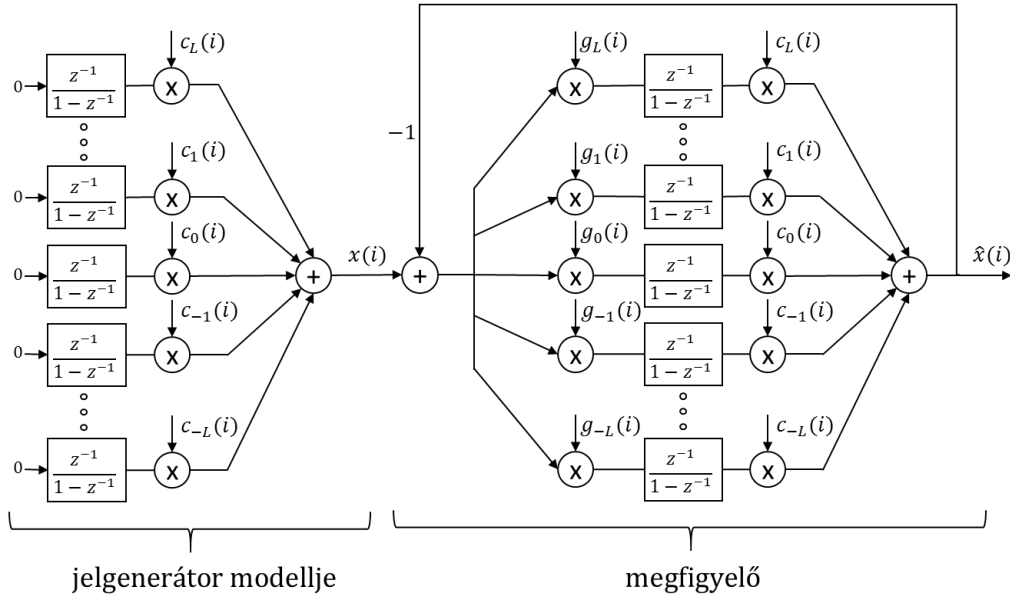 c_L(i) g_L(i) c_L(i)
0 z^{-1} / (1 − z^{-1}) x x z^{-1} / (1 − z^{-1}) x
−1
c_1(i) g_1(i) c_1(i)
0 z^{-1} / (1 − z^{-1}) x x z^{-1} / (1 − z^{-1}) x
c_0(i) g_0(i) c_0(i)
0 z^{-1} / (1 − z^{-1}) x + x(i) + x z^{-1} / (1 − z^{-1}) x + x̂(i)
c_{−1}(i) g_{−1}(i) c_{−1}(i)
0 z^{-1} / (1 − z^{-1}) x x z^{-1} / (1 − z^{-1}) x
c_{−L}(i) g_{−L}(i) c_{−L}(i)
0 z^{-1} / (1 − z^{-1}) x x z^{-1} / (1 − z^{-1}) x
jelgenerátor modellje megfigyelő